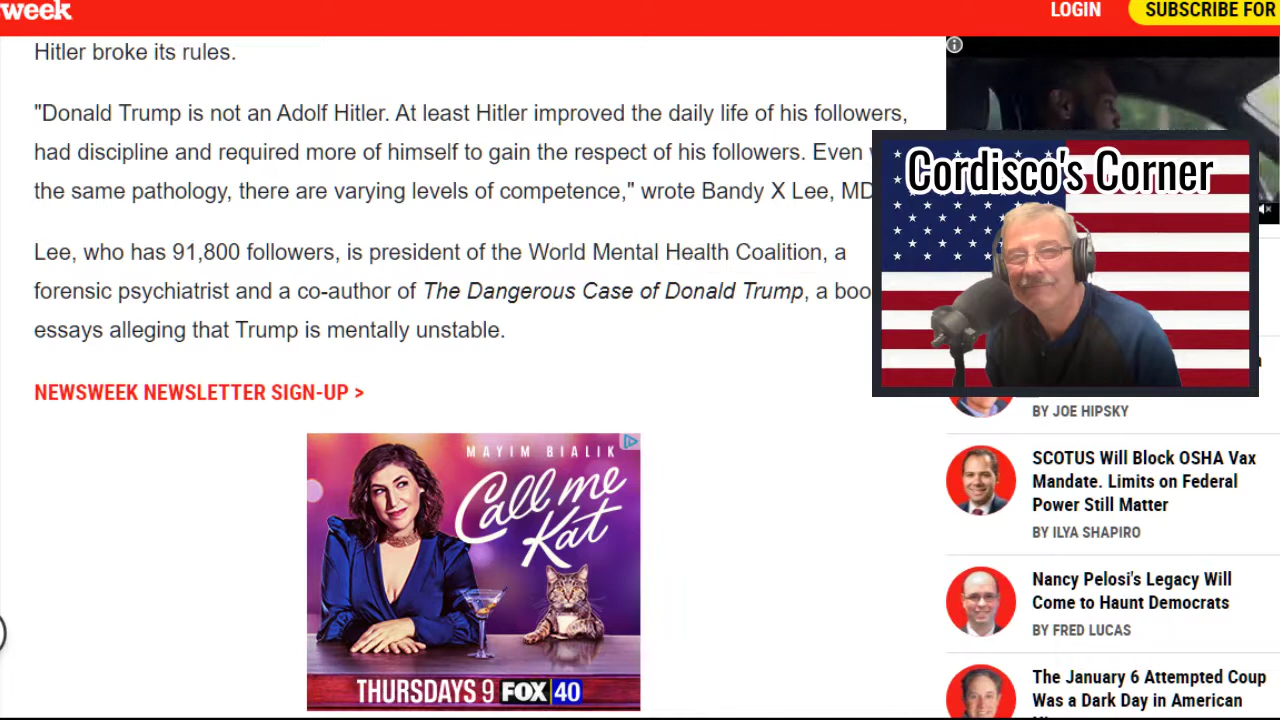 week
LOGIN
SUBSCRIBE FOR
Hitler broke its rules.
"Donald Trump is not an Adolf Hitler. At least Hitler improved the daily life of his followers,
had discipline and required more of himself to gain the respect of his followers. Even
the same pathology, there are varying levels of competence," wrote Bandy X Lee, MD
Lee, who has 91,800 followers, is president of the World Mental Health Coalition, a
forensic psychiatrist and a co-author of The Dangerous Case of Donald Trump, a boo
essays alleging that Trump is mentally unstable.
NEWSWEEK NEWSLETTER SIGN-UP >
MAYIM BIALIK
Call me
Kat
THURSDAYS 9 FOX 40
Cordisco's Corner
BY JOE HIPSKY
SCOTUS Will Block OSHA Vax
Mandate. Limits on Federal
Power Still Matter
BY ILYA SHAPIRO
Nancy Pelosi's Legacy Will
Come to Haunt Democrats
BY FRED LUCAS
The January 6 Attempted Coup
Was a Dark Day in American